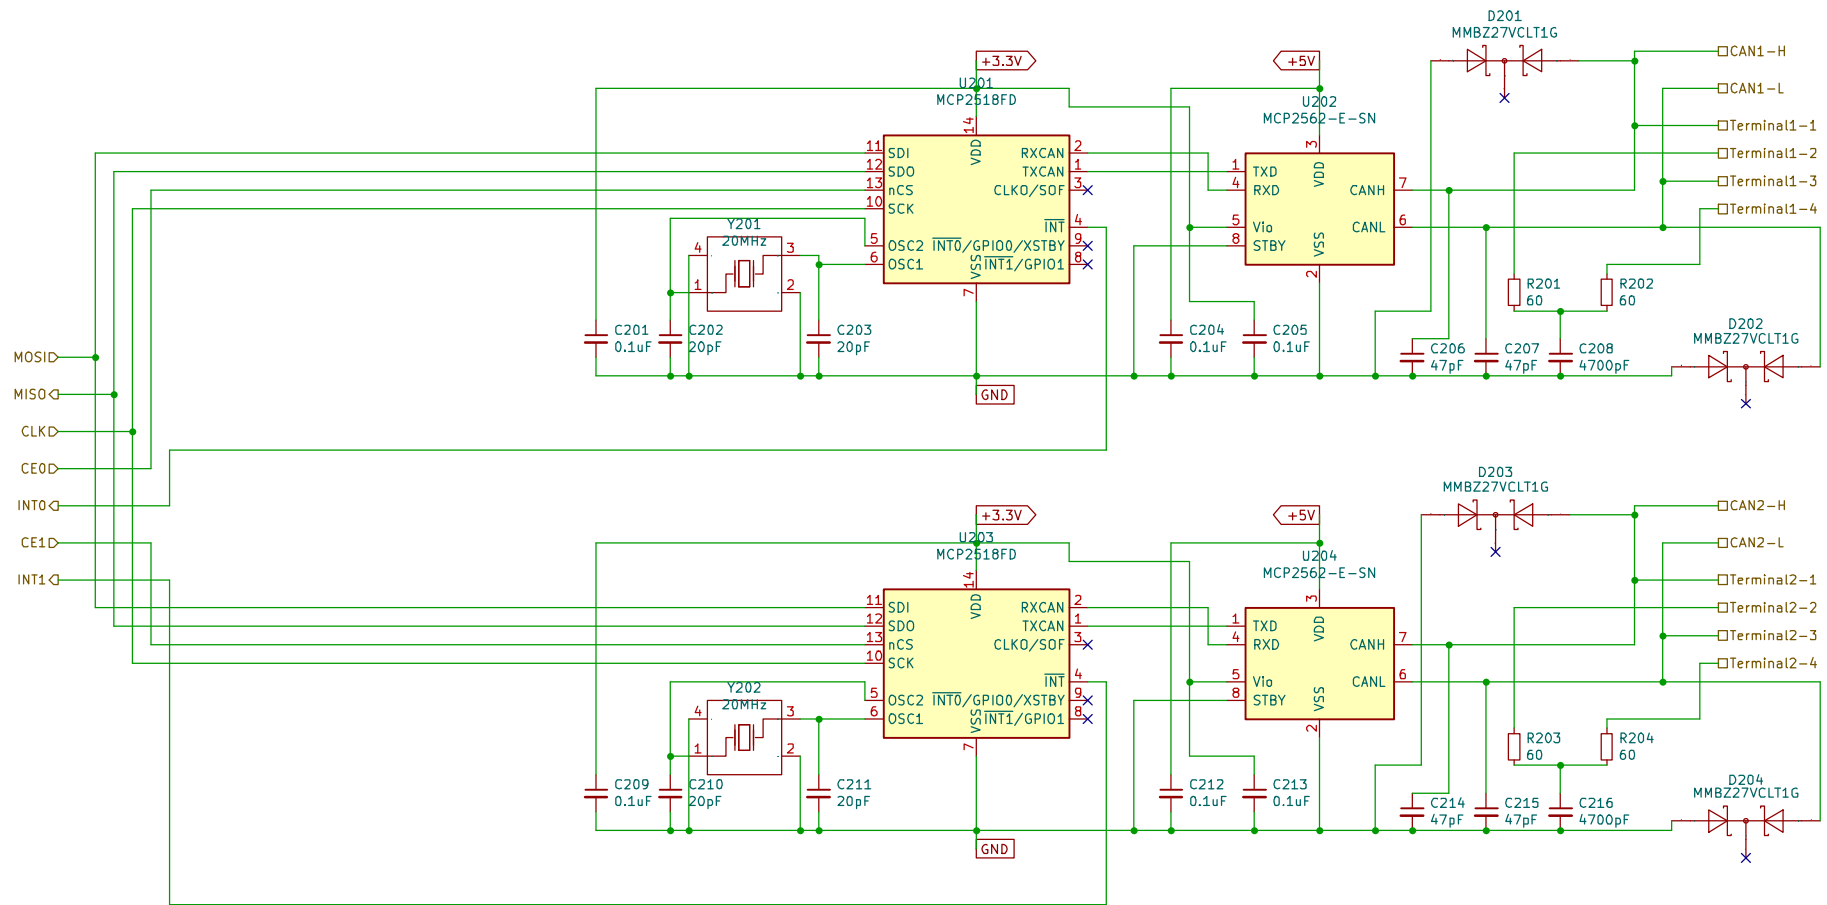 D201
MMBZ27VCLT1G
CAN1-H
+3.3V
+5V
U201
MCP2518FD
CAN1-L
U202
MCP2562-E-SN
14
VDD
3
VDD
Terminal1-1
11 SDI
RXCAN 2
Terminal1-2
12 SDO
TXCAN 1
1 TXD
13 nCS
CLKO/SOF 3
4 RXD
CANH 7
Terminal1-3
10 SCK
Terminal1-4
Y201
20MHz
INT 4
5 Vio
CANL 6
5 OSC2
INT0/GPIO0/XSTBY 9
8 STBY
VSS
2
4
3
6 OSC1
INT1/GPIO1 8
VSS
7
1
2
R201
60
R202
60
C201
0.1uF
C202
20pF
C203
20pF
C204
0.1uF
C205
0.1uF
C206
47pF
C207
47pF
C208
4700pF
D202
MMBZ27VCLT1G
GND
MOSI
MISO
CLK
CE0
INT0
CE1
INT1
D203
MMBZ27VCLT1G
CAN2-H
+3.3V
+5V
U203
MCP2518FD
CAN2-L
U204
MCP2562-E-SN
14
VDD
3
VDD
Terminal2-1
11 SDI
RXCAN 2
Terminal2-2
12 SDO
TXCAN 1
1 TXD
13 nCS
CLKO/SOF 3
4 RXD
CANH 7
Terminal2-3
10 SCK
Terminal2-4
Y202
20MHz
INT 4
5 Vio
CANL 6
5 OSC2
INT0/GPIO0/XSTBY 9
8 STBY
VSS
2
4
3
6 OSC1
INT1/GPIO1 8
VSS
7
1
2
R203
60
R204
60
C209
0.1uF
C210
20pF
C211
20pF
C212
0.1uF
C213
0.1uF
C214
47pF
C215
47pF
C216
4700pF
D204
MMBZ27VCLT1G
GND